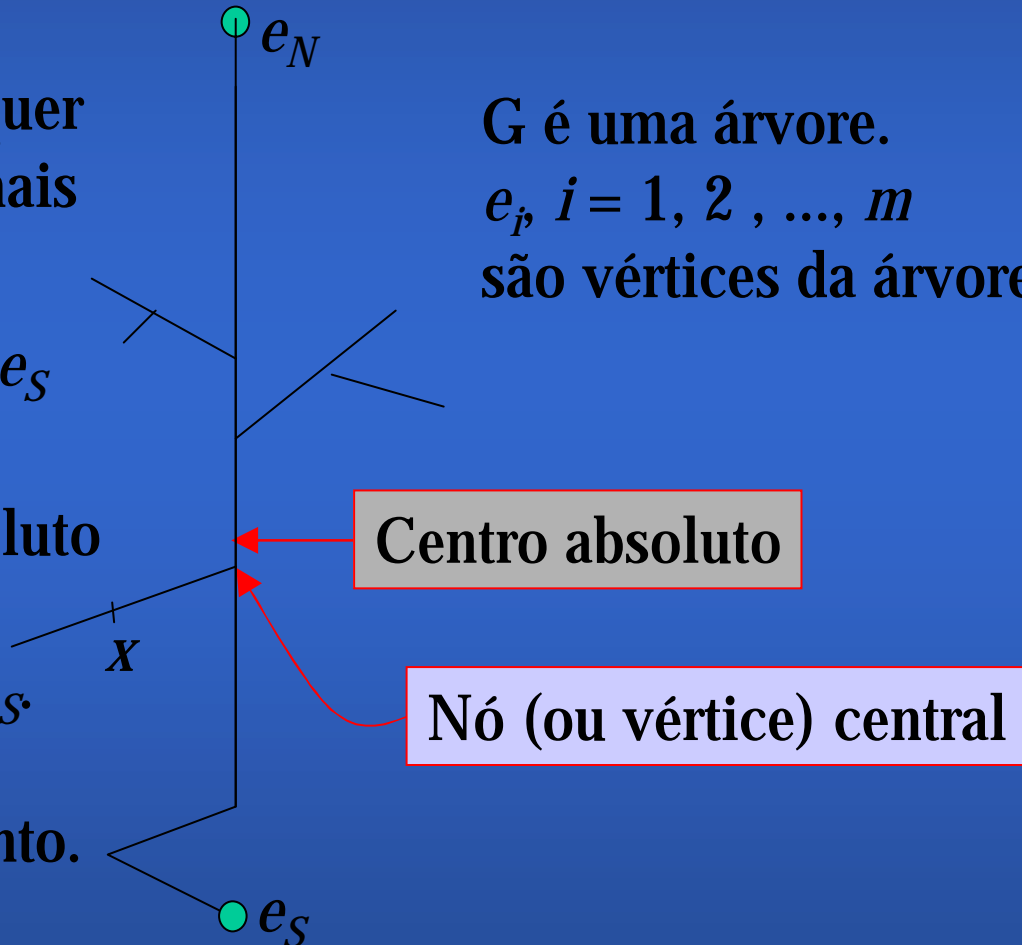 e_N
uer
ais
G é uma árvore.
e_i, i = 1, 2 , ..., m
são vértices da árvore
e_S
luto
Centro absoluto
x
s.
Nó (ou vértice) central
nto.
e_S